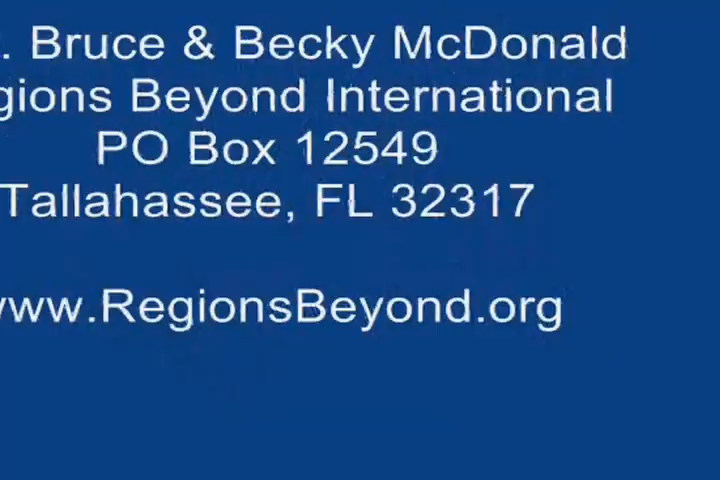 . Bruce & Becky McDonald
gions Beyond International
PO Box 12549
Tallahassee, FL 32317
www.RegionsBeyond.org